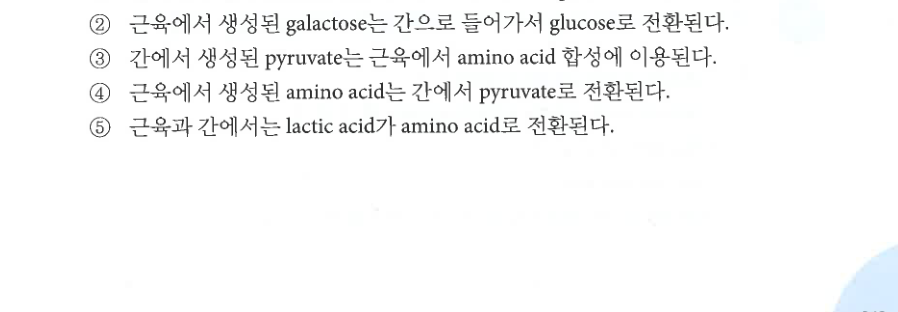 ② 근육에서 생성된 galactose는 간으로 들어가서 glucose로 전환된다.
③ 간에서 생성된 pyruvate는 근육에서 amino acid 합성에 이용된다.
④ 근육에서 생성된 amino acid는 간에서 pyruvate로 전환된다.
⑤ 근육과 간에서는 lactic acid가 amino acid로 전환된다.